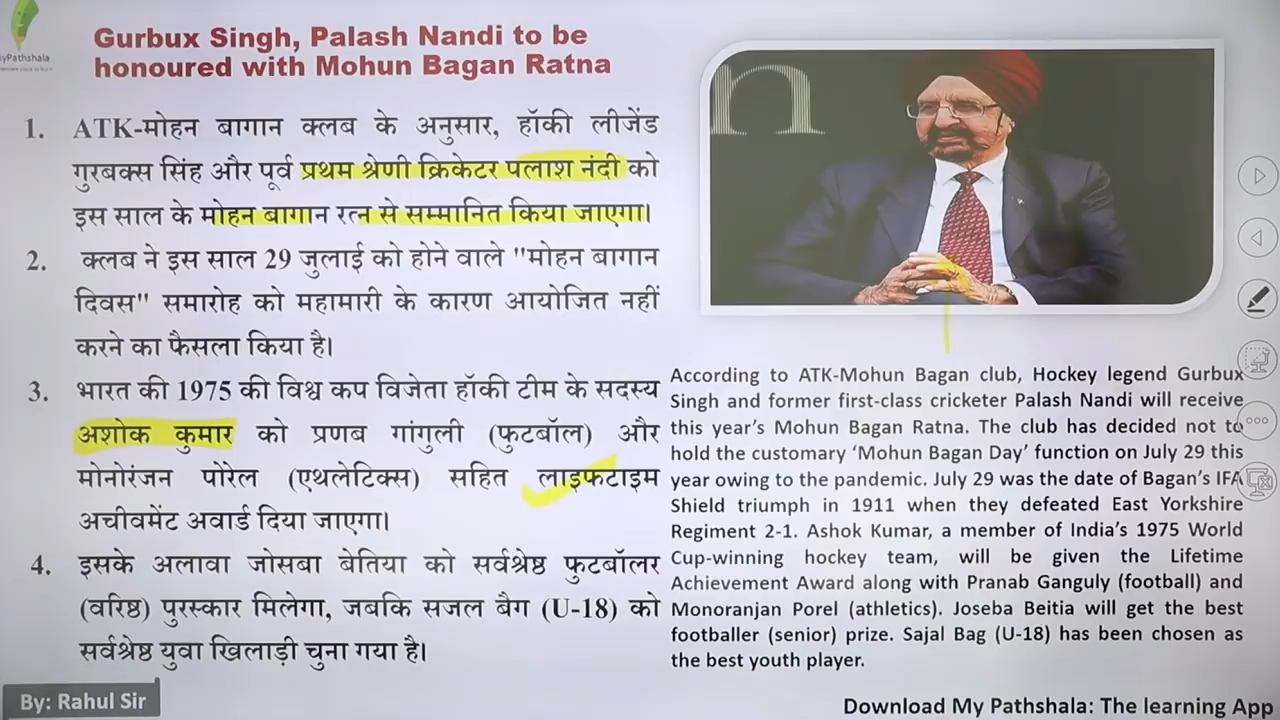 yPathshala
Gurbux Singh, Palash Nandi to be
honoured with Mohun Bagan Ratna
1. ATK-मोहन बागान क्लब के अनुसार, हॉकी लीजेंड
गुरबक्स सिंह और पूर्व प्रथम श्रेणी क्रिकेटर पलाश नंदी को
इस साल के मोहन बागान रत्न से सम्मानित किया जाएगा।
2. क्लब ने इस साल 29 जुलाई को होने वाले "मोहन बागान
दिवस" समारोह को महामारी के कारण आयोजित नहीं
करने का फैसला किया है।
3. भारत की 1975 की विश्व कप विजेता हॉकी टीम के सदस्य
अशोक कुमार को प्रणब गांगुली (फुटबॉल) और
मोनोरंजन पोरेल (एथलेटिक्स) सहित लाइफटाइम
अचीवमेंट अवार्ड दिया जाएगा।
4. इसके अलावा जोसबा बेतिया को सर्वश्रेष्ठ फुटबॉलर
(वरिष्ठ) पुरस्कार मिलेगा, जबकि सजल बैग (U-18) को
सर्वश्रेष्ठ युवा खिलाड़ी चुना गया है।
n
According to ATK-Mohun Bagan club, Hockey legend Gurbux
Singh and former first-class cricketer Palash Nandi will receive
this year's Mohun Bagan Ratna. The club has decided not to
hold the customary 'Mohun Bagan Day' function on July 29 this
year owing to the pandemic. July 29 was the date of Bagan's IFA
Shield triumph in 1911 when they defeated East Yorkshire
Regiment 2-1. Ashok Kumar, a member of India's 1975 World
Cup-winning hockey team, will be given the Lifetime
Achievement Award along with Pranab Ganguly (football) and
Monoranjan Porel (athletics). Joseba Beitia will get the best
footballer (senior) prize. Sajal Bag (U-18) has been chosen as
the best youth player.
By: Rahul Sir
Download My Pathshala: The learning App